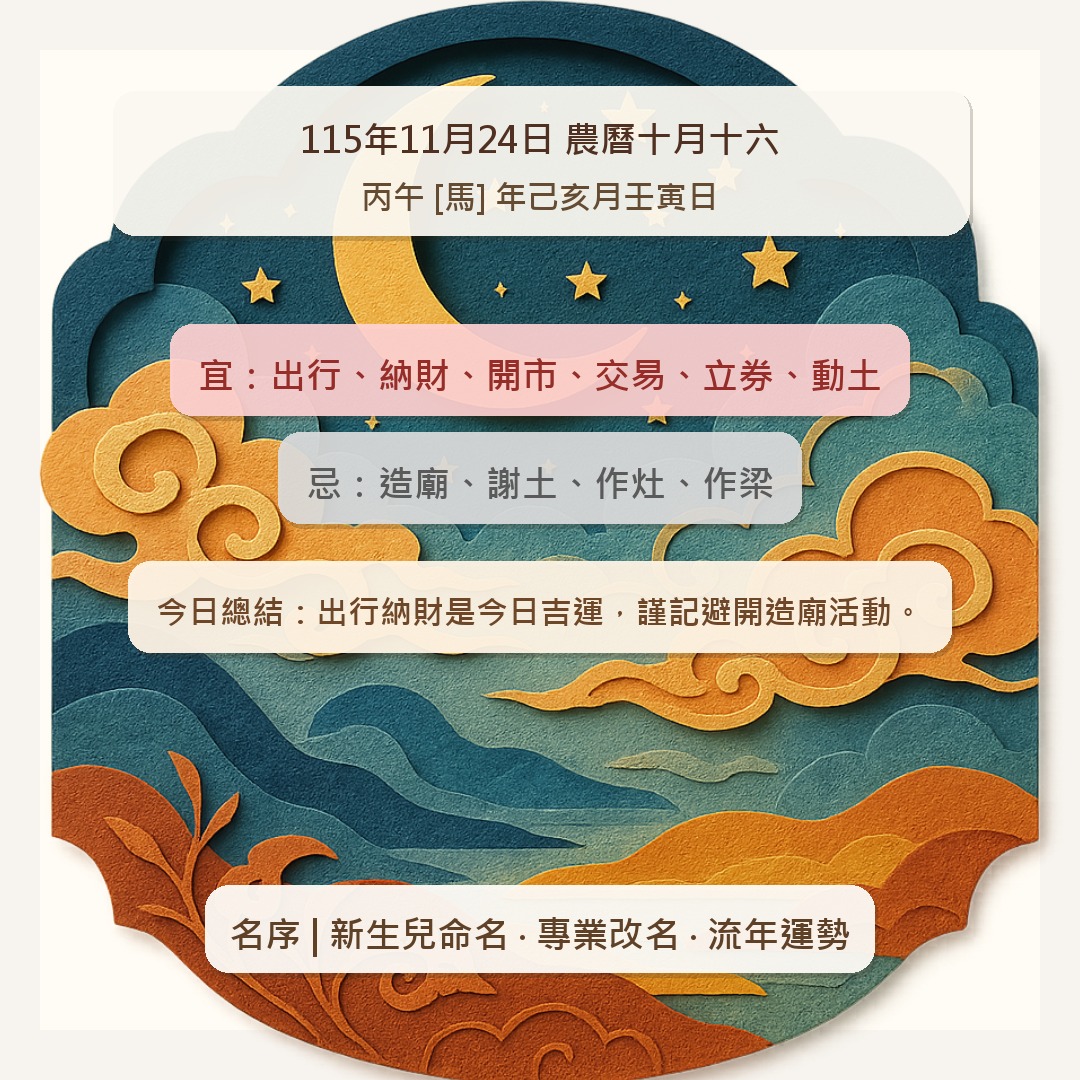 115年11月24日 農曆十月十六
丙午 [馬] 年己亥月壬寅日
宜：出行、納財、開市、交易、立券、動土
忌：造廟、謝土、作灶、作梁
今日總結：出行納財是今日吉運，謹記避開造廟活動。
名序 | 新生兒命名 · 專業改名 · 流年運勢